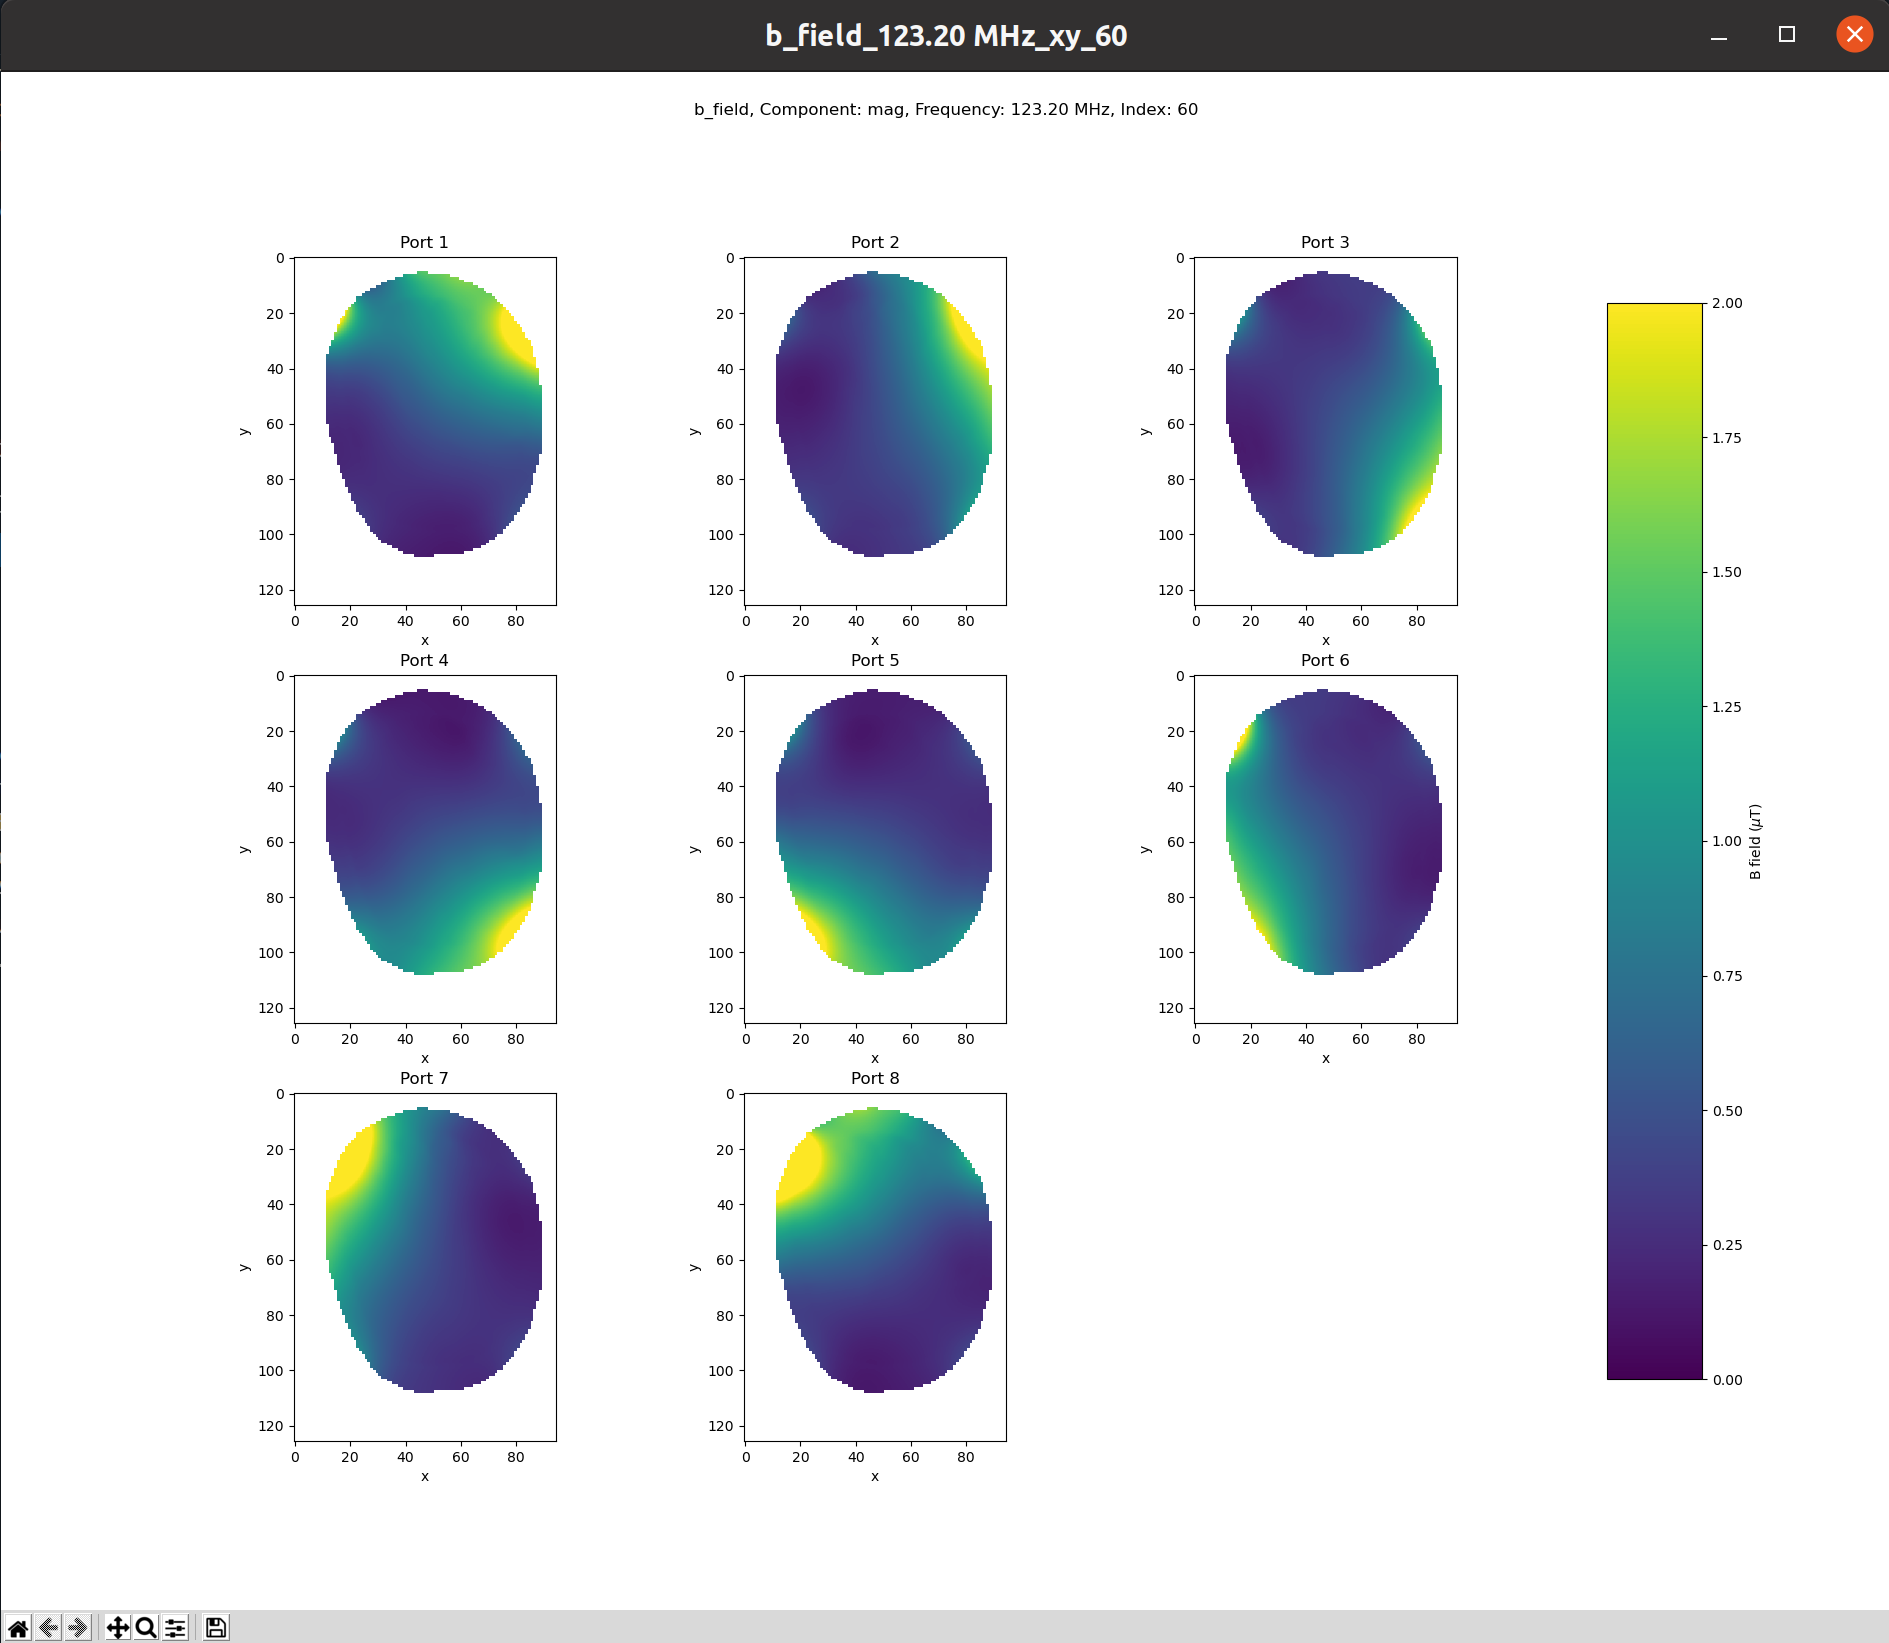 b_field_123.20 MHz_xy_60
b_field, Component: mag, Frequency: 123.20 MHz, Index: 60
Port 1
0
20
40
60
80
100
120
y
0 20 40 60 80
x
Port 2
0
20
40
60
80
100
120
y
0 20 40 60 80
x
Port 3
0
20
40
60
80
100
120
y
0 20 40 60 80
x
Port 4
0
20
40
60
80
100
120
y
0 20 40 60 80
x
Port 5
0
20
40
60
80
100
120
y
0 20 40 60 80
x
Port 6
0
20
40
60
80
100
120
y
0 20 40 60 80
x
Port 7
0
20
40
60
80
100
120
y
0 20 40 60 80
x
Port 8
0
20
40
60
80
100
120
y
0 20 40 60 80
x
2.00
1.75
1.50
1.25
1.00
0.75
0.50
0.25
0.00
B field (μT)